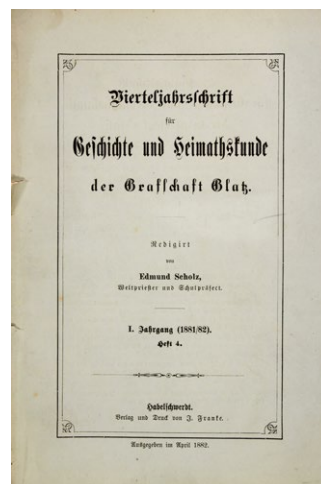 Vierteljahrsschrift
für
Geschichte und Heimathskunde
der Grafschaft Glatz.
Redigirt
von
Edmund Scholz,
Weltpriester und Schulpräfect.
I. Jahrgang (1881/82).
Heft 4.
Habelschwerdt.
Verlag und Druck von J. Franke.
Ausgegeben im April 1882.